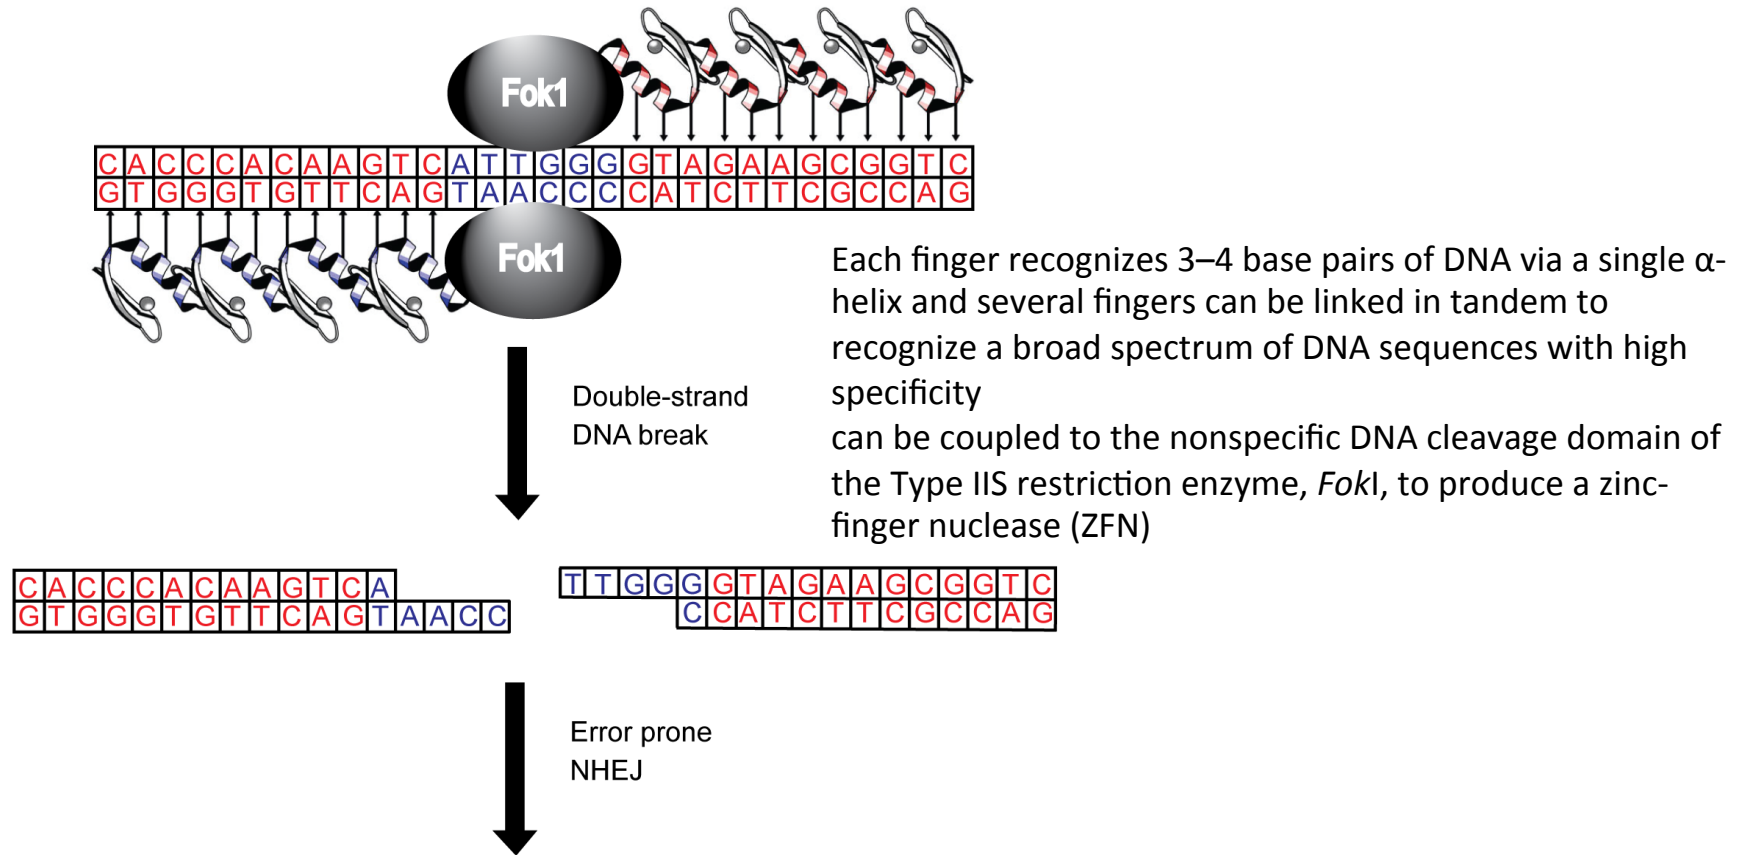 Fok1
CACCCACAAGTCATTGGGGTAGAAGCGGTC
GTGGGTGTTCAGTAACCCCATCTTCGCCAG
Fok1
Each finger recognizes 3–4 base pairs of DNA via a single α-
helix and several fingers can be linked in tandem to
recognize a broad spectrum of DNA sequences with high
specificity
can be coupled to the nonspecific DNA cleavage domain of
the Type IIS restriction enzyme, FokI, to produce a zinc-
finger nuclease (ZFN)
Double-strand
DNA break
CACCCACAAGTCA
GTGGGTGTTCAGTAACC
TTGGGGTAGAAGCGGTC
CCATCTTCGCCAG
Error prone
NHEJ